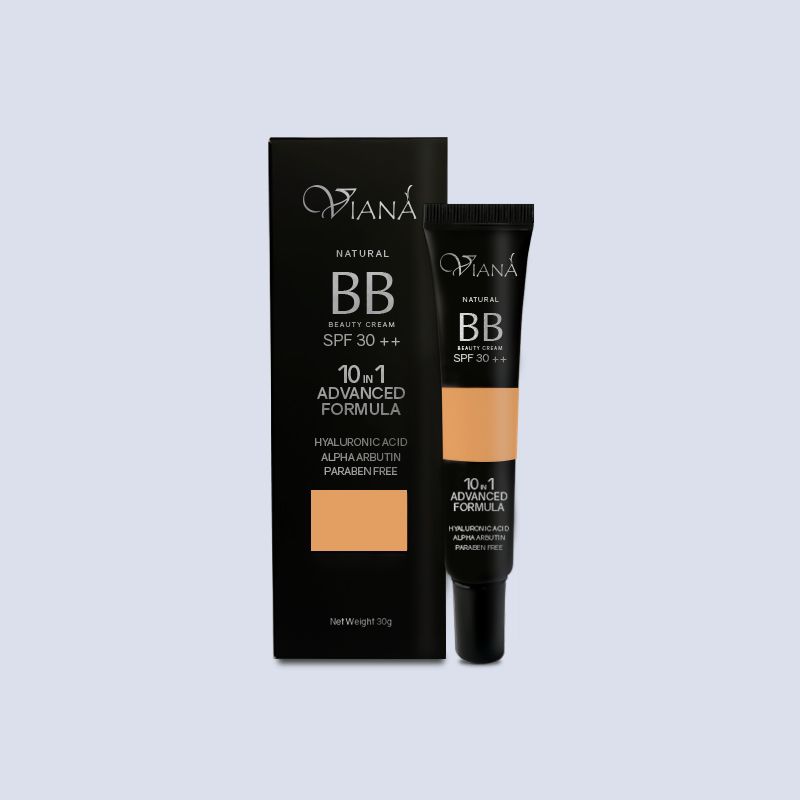 VIANA
NATURAL
BB
BEAUTY CREAM
SPF 30 ++
10 IN 1
ADVANCED
FORMULA
HYALURONIC ACID
ALPHA ARBUTIN
PARABEN FREE
Net Weight 30g
VIANA
NATURAL
BB
BEAUTY CREAM
SPF 30 ++
10 IN 1
ADVANCED
FORMULA
HYALURONIC ACID
ALPHA ARBUTIN
PARABEN FREE